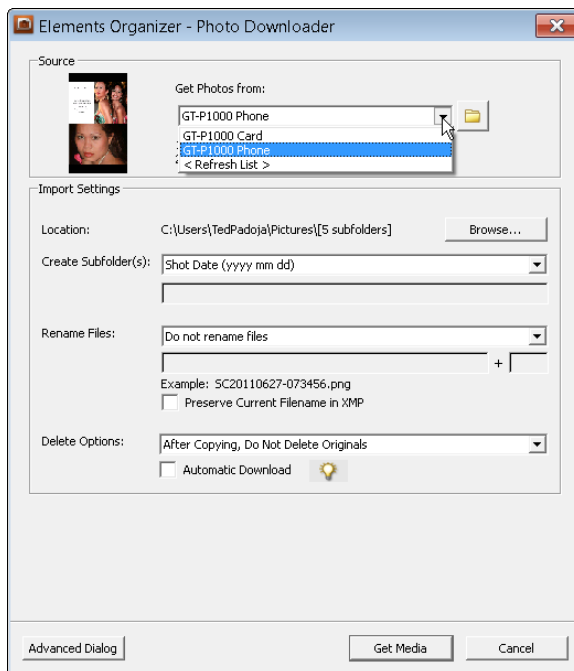 Elements Organizer - Photo Downloader
Source
Get Photos from:
GT-P1000 Phone
GT-P1000 Card
GT-P1000 Phone
< Refresh List >
Import Settings
Location: C:\Users\TedPadoja\Pictures\[5 subfolders] Browse...
Create Subfolder(s): Shot Date (yyyy mm dd)
Rename Files: Do not rename files
+
Example: SC20110627-073456.png
Preserve Current Filename in XMP
Delete Options: After Copying, Do Not Delete Originals
Automatic Download
Advanced Dialog Get Media Cancel